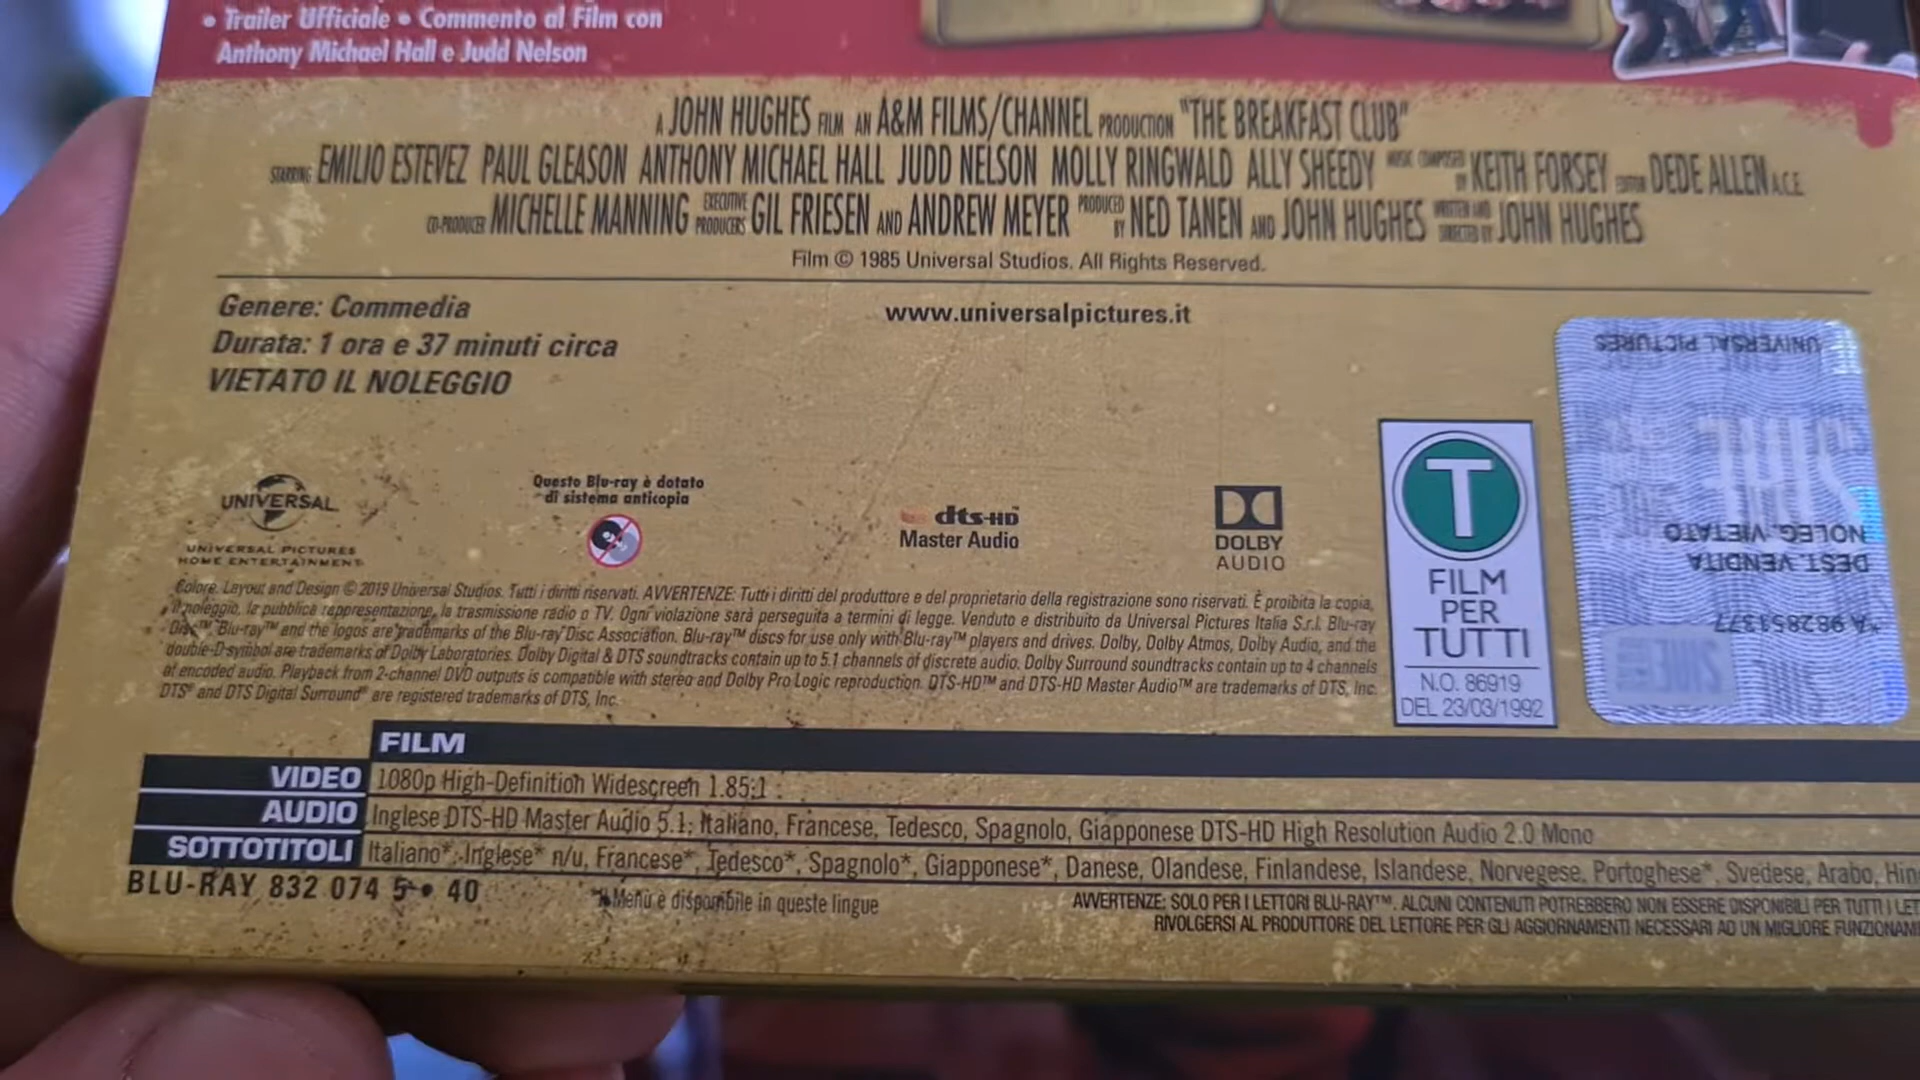 • Trailer Ufficiale • Commento al Film con
Anthony Michael Hall e Judd Nelson
A JOHN HUGHES FILM AN A&M FILMS/CHANNEL PRODUCTION "THE BREAKFAST CLUB"
STARRING EMILIO ESTEVEZ PAUL GLEASON ANTHONY MICHAEL HALL JUDD NELSON MOLLY RINGWALD ALLY SHEEDY MUSIC COMPOSED BY KEITH FORSEY EDITOR DEDE ALLEN A.C.E.
CO-PRODUCER MICHELLE MANNING EXECUTIVE PRODUCERS GIL FRIESEN AND ANDREW MEYER PRODUCED BY NED TANEN AND JOHN HUGHES WRITTEN AND DIRECTED BY JOHN HUGHES
Film © 1985 Universal Studios. All Rights Reserved.
Genere: Commedia
www.universalpictures.it
Durata: 1 ora e 37 minuti circa
VIETATO IL NOLEGGIO
UNIVERSAL
UNIVERSAL PICTURES
HOME ENTERTAINMENT
Questo Blu-ray è dotato
di sistema anticopia
dts-HD
Master Audio
DOLBY
AUDIO
T
FILM
PER
TUTTI
N.O. 86919
DEL 23/03/1992
UNIVERSAL PICTURES
NOLEG. VIETATO
DEST. VENDITA
Colore. Layout and Design © 2019 Universal Studios. Tutti i diritti riservati. AVVERTENZE: Tutti i diritti del produttore e del proprietario della registrazione sono riservati. È proibita la copia,
il noleggio, la pubblica rappresentazione, la trasmissione radio o TV. Ogni violazione sarà perseguita a termini di legge. Venduto e distribuito da Universal Pictures Italia S.r.l. Blu-ray
Disc™ Blu-ray™ and the logos are trademarks of the Blu-ray Disc Association. Blu-ray™ discs for use only with Blu-ray™ players and drives. Dolby, Dolby Atmos, Dolby Audio, and the
double-D symbol are trademarks of Dolby Laboratories. Dolby Digital & DTS soundtracks contain up to 5.1 channels of discrete audio. Dolby Surround soundtracks contain up to 4 channels
of encoded audio. Playback from 2-channel DVD outputs is compatible with stereo and Dolby Pro Logic reproduction. DTS-HD™ and DTS-HD Master Audio™ are trademarks of DTS, Inc.
DTS® and DTS Digital Surround® are registered trademarks of DTS, Inc.
FILM
VIDEO 1080p High-Definition Widescreen 1.85:1
AUDIO Inglese DTS-HD Master Audio 5.1; Italiano, Francese, Tedesco, Spagnolo, Giapponese DTS-HD High Resolution Audio 2.0 Mono
SOTTOTITOLI Italiano*, Inglese* n/u, Francese*, Tedesco*, Spagnolo*, Giapponese*, Danese, Olandese, Finlandese, Islandese, Norvegese, Portoghese*, Svedese, Arabo, Hin
BLU-RAY 832 074 5 • 40
*Il Menù è disponibile in queste lingue
AVVERTENZE: SOLO PER I LETTORI BLU-RAY™. ALCUNI CONTENUTI POTREBBERO NON ESSERE DISPONIBILI PER TUTTI I LET
RIVOLGERSI AL PRODUTTORE DEL LETTORE PER GLI AGGIORNAMENTI NECESSARI AD UN MIGLIORE FUNZIONAM